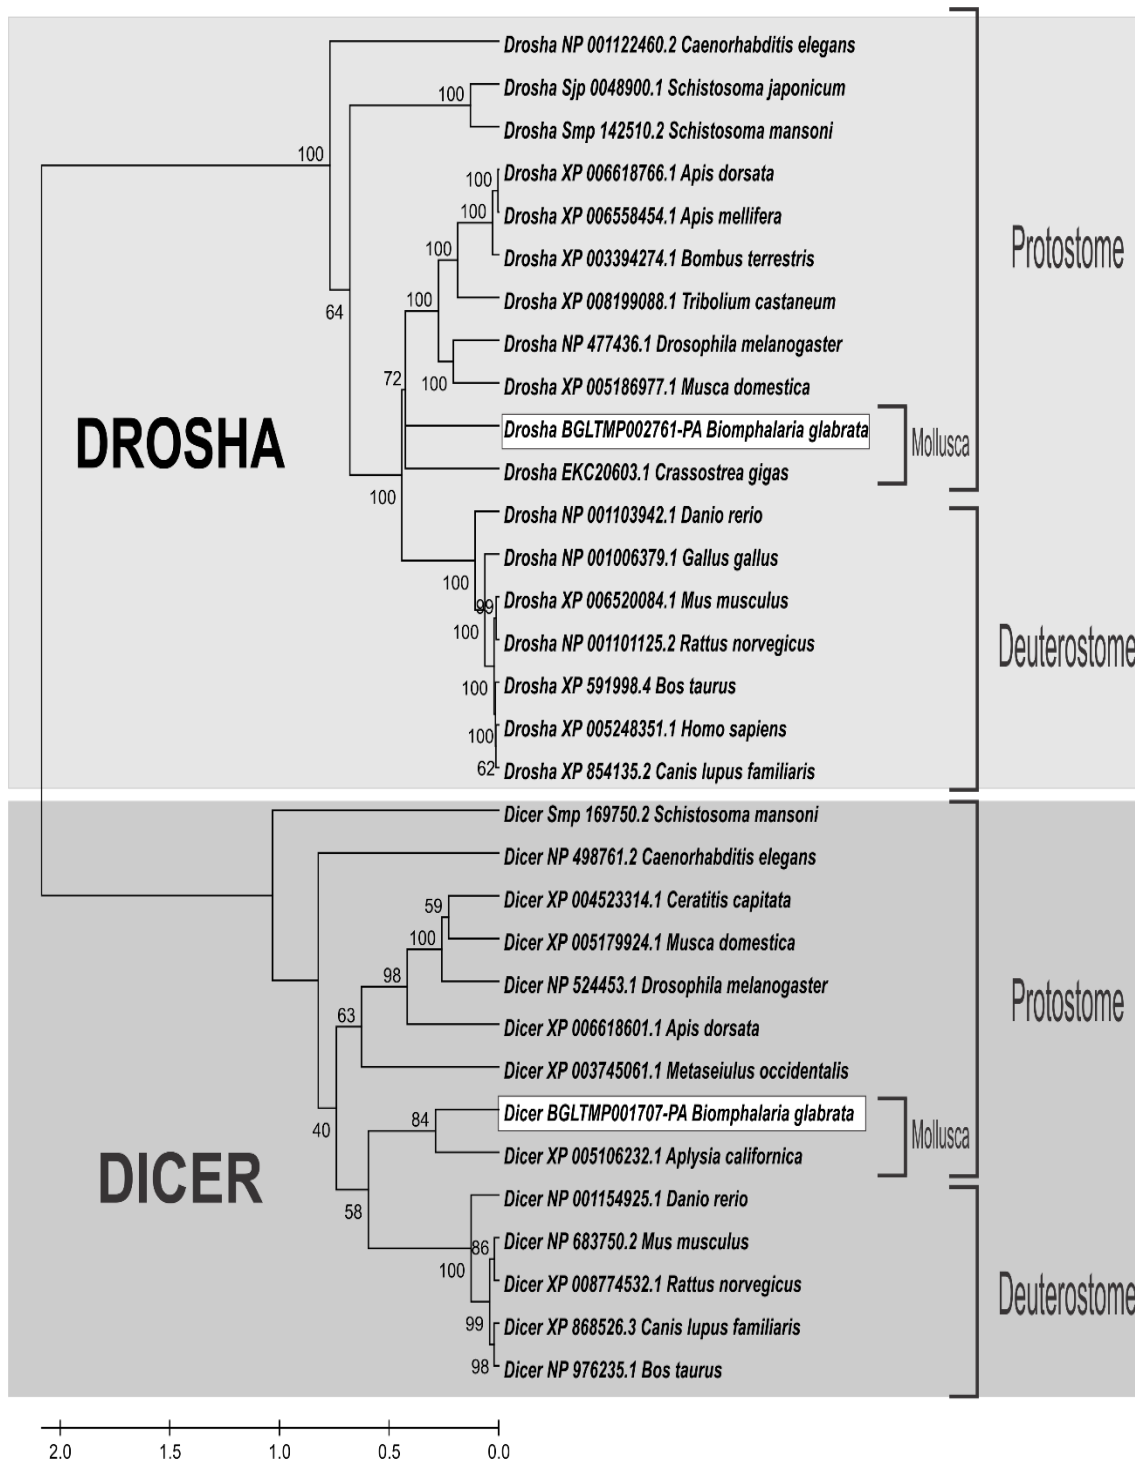 Drosha NP 001122460.2 Caenorhabditis elegans
100
Drosha Sjp 0048900.1 Schistosoma japonicum
Drosha Smp 142510.2 Schistosoma mansoni
100
100
Drosha XP 006618766.1 Apis dorsata
100
Drosha XP 006558454.1 Apis mellifera
100
Drosha XP 003394274.1 Bombus terrestris
Protostome
100
Drosha XP 008199088.1 Tribolium castaneum
64
Drosha NP 477436.1 Drosophila melanogaster
72
100
Drosha XP 005186977.1 Musca domestica
DROSHA
Drosha BGLTMP002761-PA Biomphalaria glabrata
Mollusca
Drosha EKC20603.1 Crassostrea gigas
100
Drosha NP 001103942.1 Danio rerio
Drosha NP 001006379.1 Gallus gallus
100
99
Drosha XP 006520084.1 Mus musculus
100
Drosha NP 001101125.2 Rattus norvegicus
Deuterostome
100
Drosha XP 591998.4 Bos taurus
100
Drosha XP 005248351.1 Homo sapiens
62
Drosha XP 854135.2 Canis lupus familiaris
Dicer Smp 169750.2 Schistosoma mansoni
Dicer NP 498761.2 Caenorhabditis elegans
59
Dicer XP 004523314.1 Ceratitis capitata
100
Dicer XP 005179924.1 Musca domestica
98
Dicer NP 524453.1 Drosophila melanogaster
Protostome
63
Dicer XP 006618601.1 Apis dorsata
Dicer XP 003745061.1 Metaseiulus occidentalis
40
84
Dicer BGLTMP001707-PA Biomphalaria glabrata
Mollusca
Dicer XP 005106232.1 Aplysia californica
DICER
58
Dicer NP 001154925.1 Danio rerio
86
Dicer NP 683750.2 Mus musculus
100
Dicer XP 008774532.1 Rattus norvegicus
Deuterostome
99
Dicer XP 868526.3 Canis lupus familiaris
98
Dicer NP 976235.1 Bos taurus
2.0 1.5 1.0 0.5 0.0